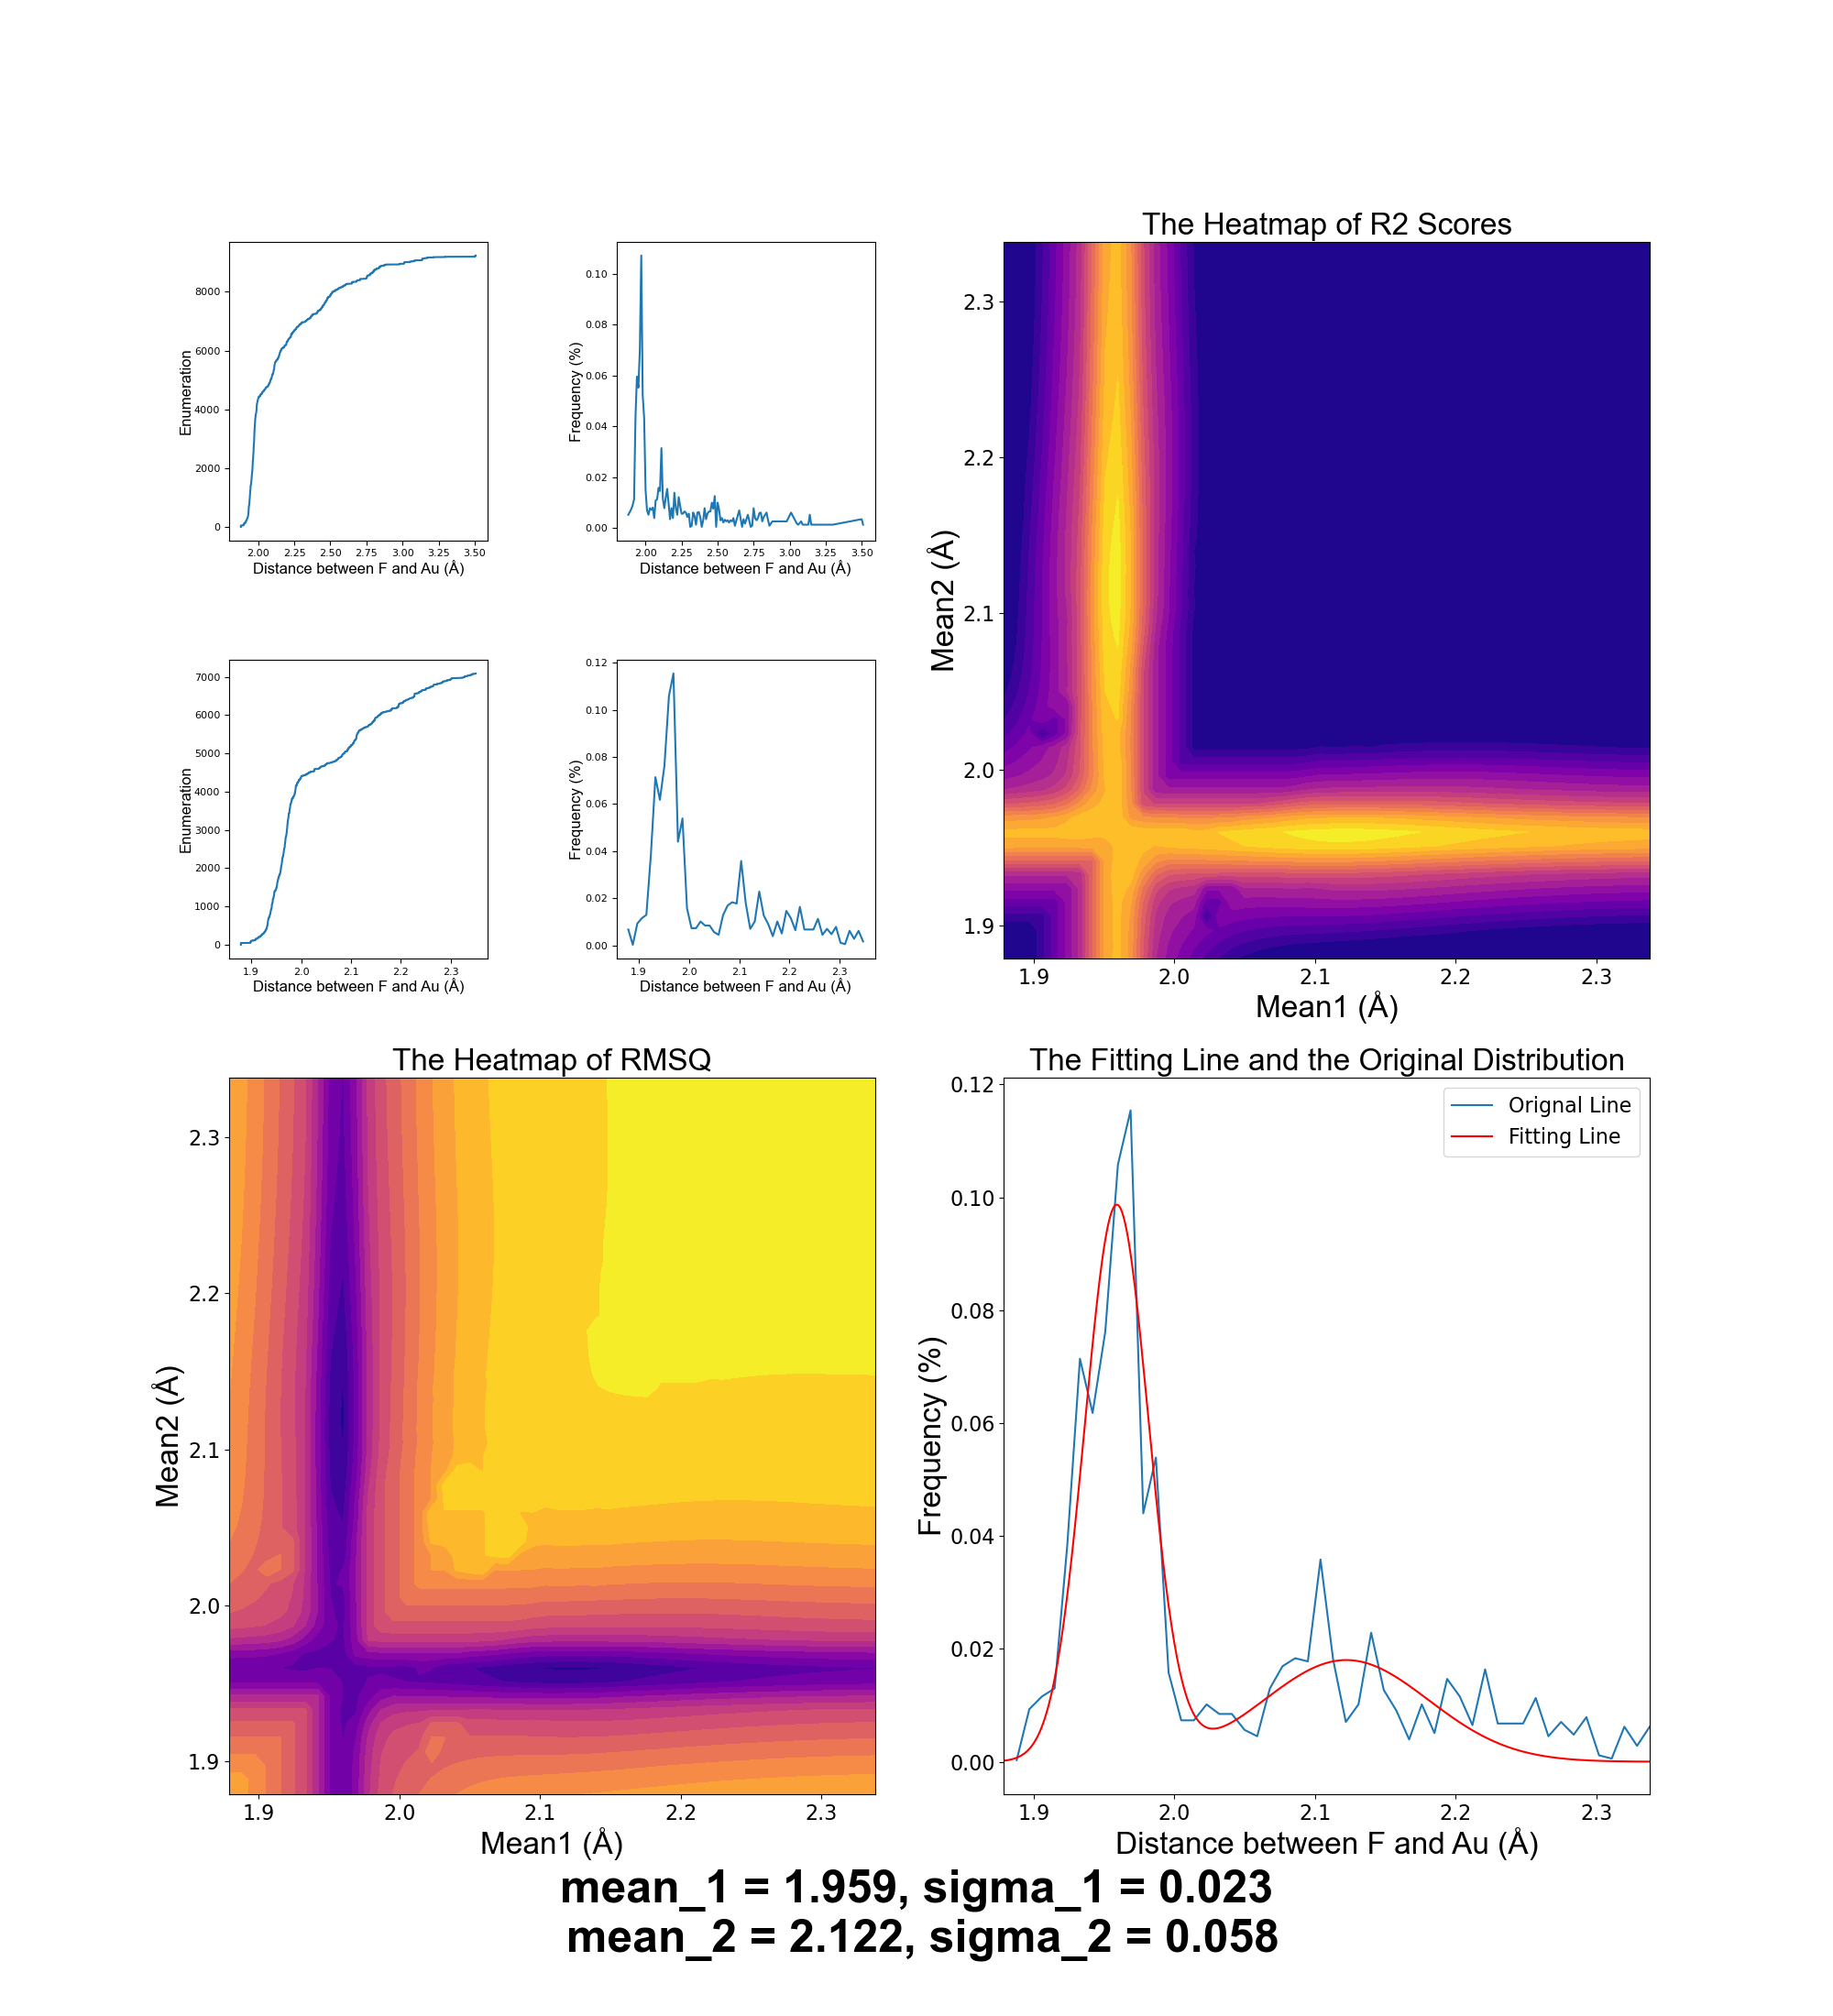 Enumeration
8000
6000
4000
2000
0
2.00 2.25 2.50 2.75 3.00 3.25 3.50
Distance between F and Au (Å)
Frequency (%)
0.10
0.08
0.06
0.04
0.02
0.00
2.00 2.25 2.50 2.75 3.00 3.25 3.50
Distance between F and Au (Å)
The Heatmap of R2 Scores
Mean2 (Å)
2.3
2.2
2.1
2.0
1.9
1.9 2.0 2.1 2.2 2.3
Mean1 (Å)
Enumeration
7000
6000
5000
4000
3000
2000
1000
0
1.9 2.0 2.1 2.2 2.3
Distance between F and Au (Å)
Frequency (%)
0.12
0.10
0.08
0.06
0.04
0.02
0.00
1.9 2.0 2.1 2.2 2.3
Distance between F and Au (Å)
The Heatmap of RMSQ
Mean2 (Å)
2.3
2.2
2.1
2.0
1.9
1.9 2.0 2.1 2.2 2.3
Mean1 (Å)
The Fitting Line and the Original Distribution
Orignal Line
Fitting Line
Frequency (%)
0.12
0.10
0.08
0.06
0.04
0.02
0.00
1.9 2.0 2.1 2.2 2.3
Distance between F and Au (Å)
mean_1 = 1.959, sigma_1 = 0.023
mean_2 = 2.122, sigma_2 = 0.058